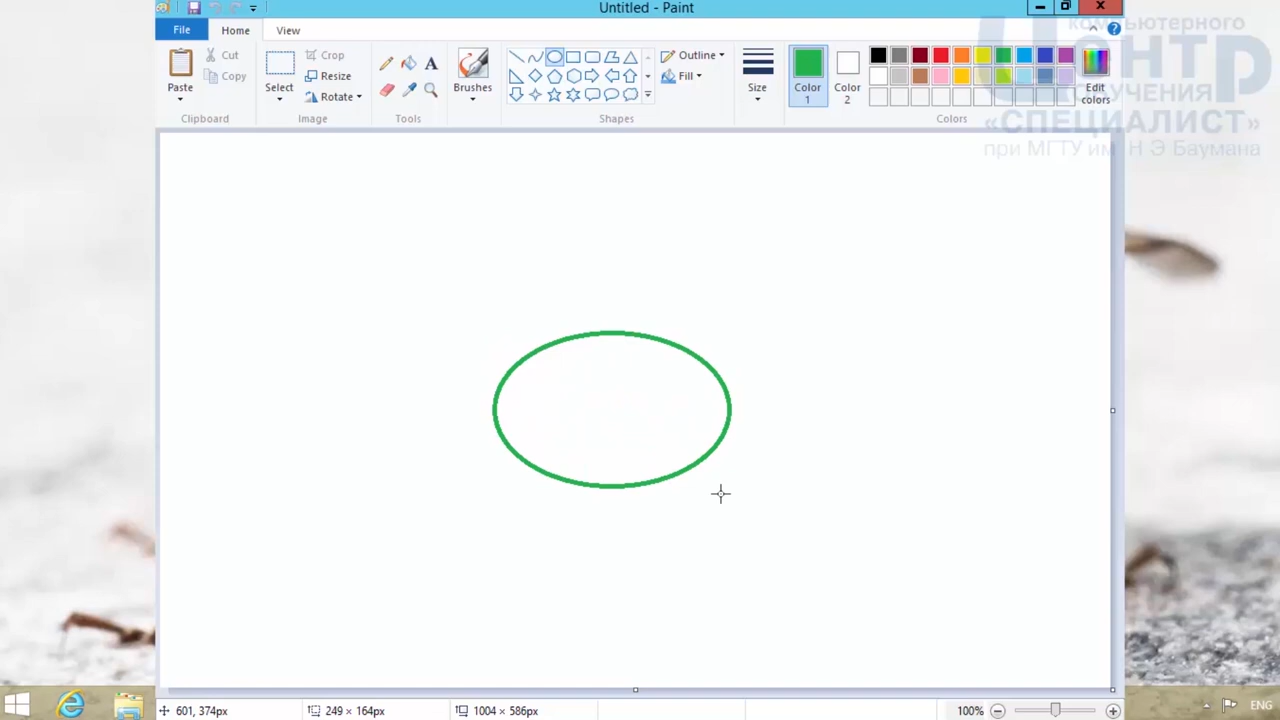 Untitled - Paint
File
Home
View
Paste
Cut
Copy
Clipboard
Select
Crop
Resize
Rotate
Image
Tools
Brushes
Shapes
Outline
Fill
Size
Color 1
Color 2
Edit colors
Colors
компьютерного
Центр
обучения
«СПЕЦИАЛИСТ»
при МГТУ им. Н Э Баумана
601, 374px
249 × 164px
1004 × 586px
100%
ENG